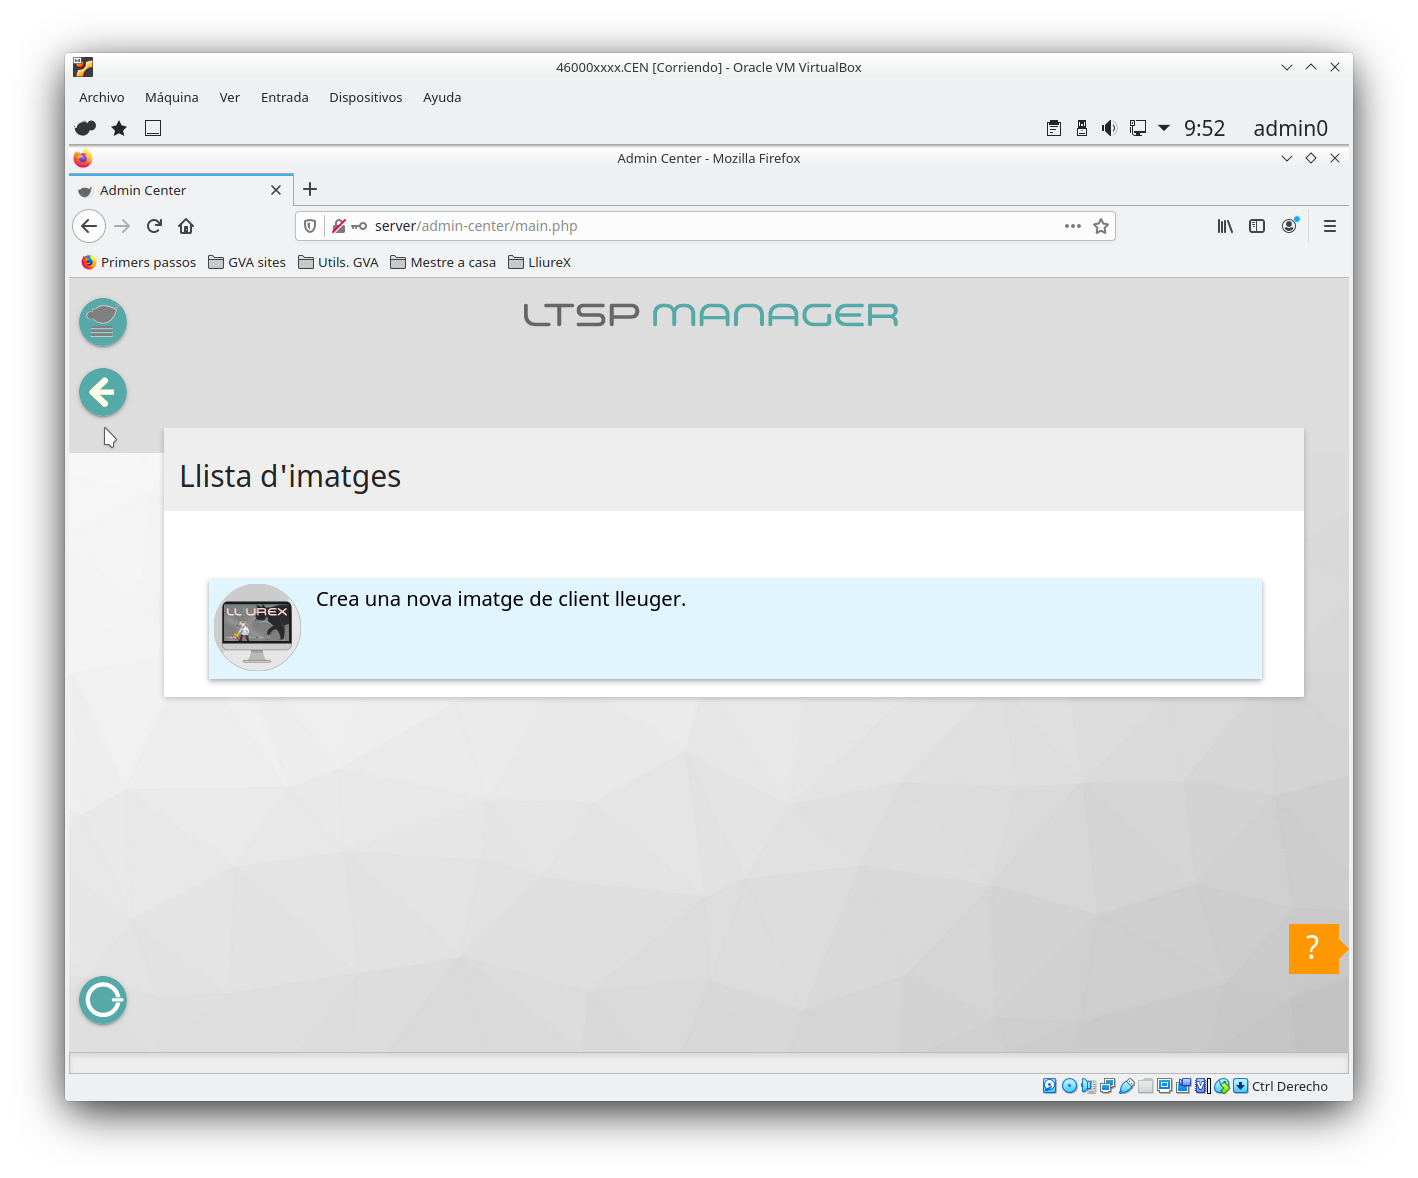 46000xxxx.CEN [Corriendo] - Oracle VM VirtualBox
Archivo Máquina Ver Entrada Dispositivos Ayuda
9:52 admin0
Admin Center - Mozilla Firefox
Admin Center
server/admin-center/main.php
Primers passos GVA sites Utils. GVA Mestre a casa LliureX
LTSP MANAGER
Llista d'imatges
LL UREX
Crea una nova imatge de client lleuger.
?
Ctrl Derecho